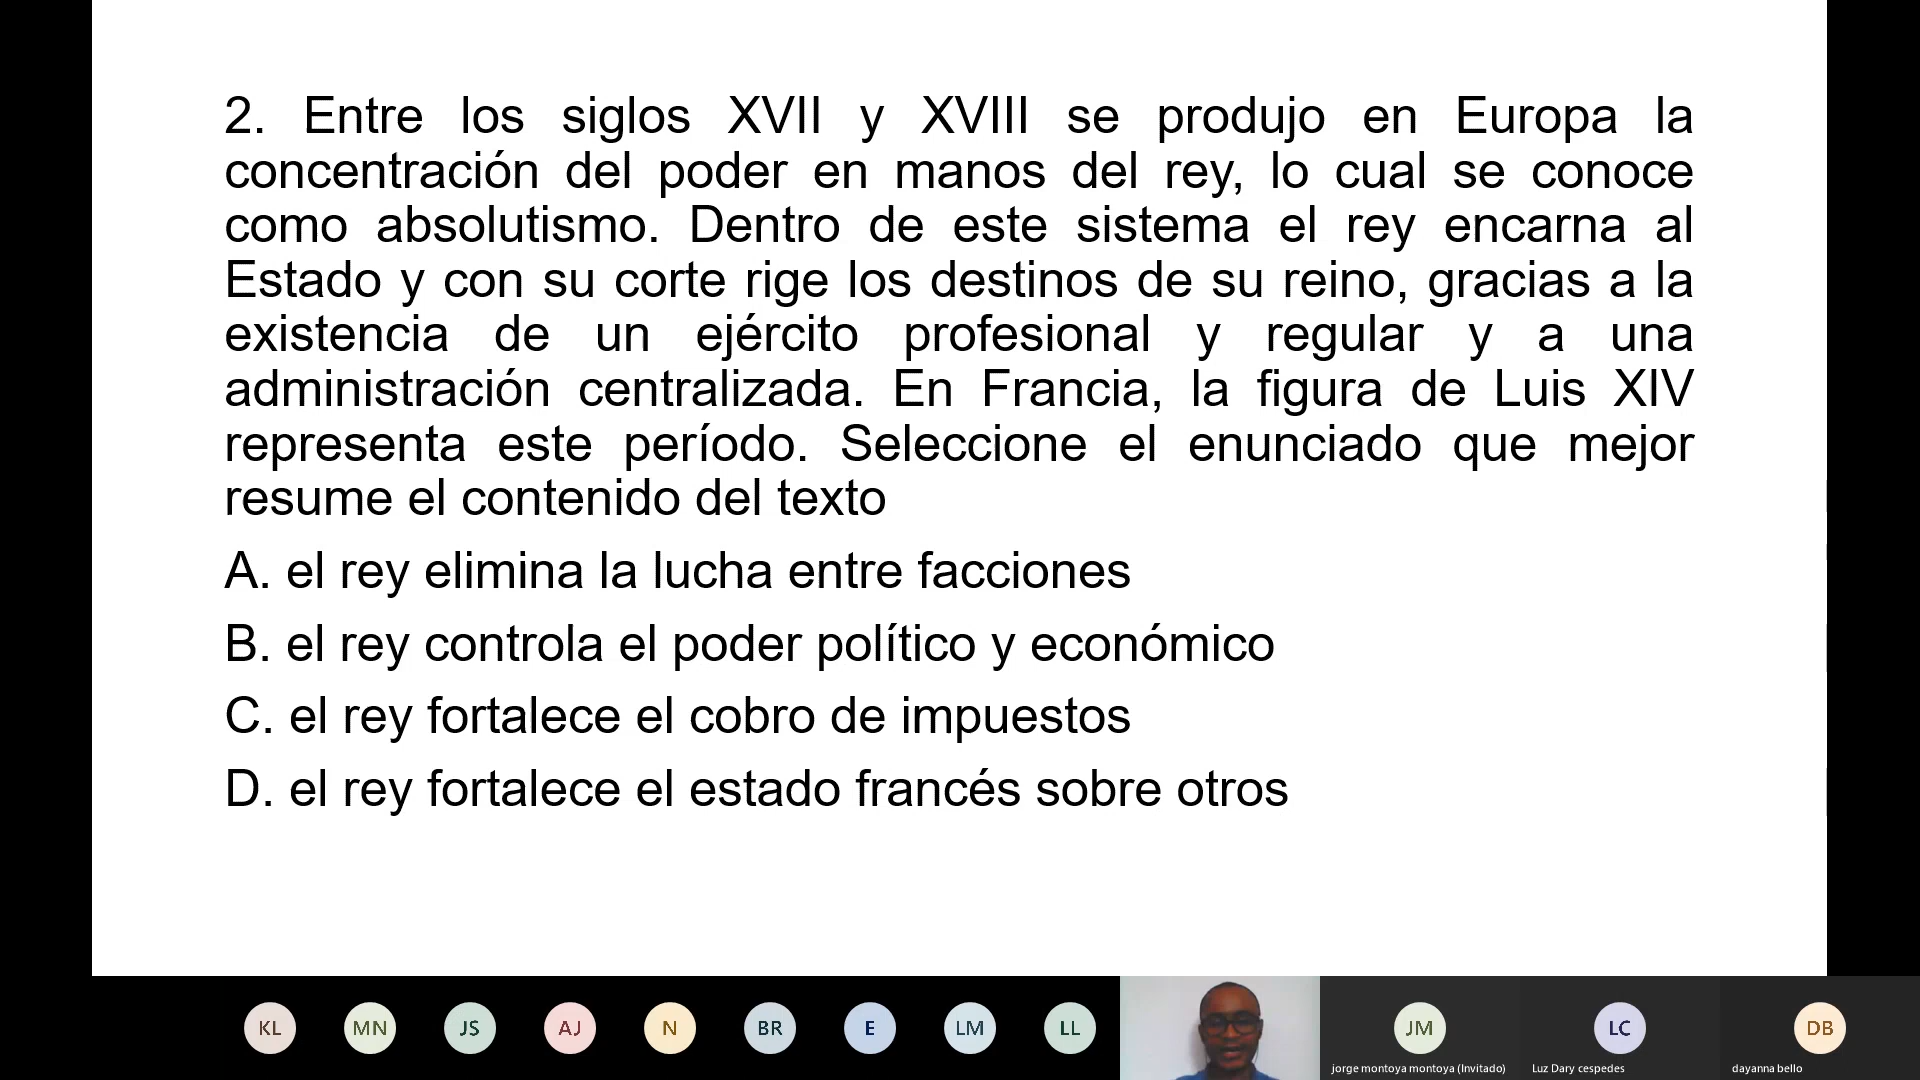 2. Entre los siglos XVII y XVIII se produjo en Europa la
concentración del poder en manos del rey, lo cual se conoce
como absolutismo. Dentro de este sistema el rey encarna al
Estado y con su corte rige los destinos de su reino, gracias a la
existencia de un ejército profesional y regular y a una
administración centralizada. En Francia, la figura de Luis XIV
representa este período. Seleccione el enunciado que mejor
resume el contenido del texto
A. el rey elimina la lucha entre facciones
B. el rey controla el poder político y económico
C. el rey fortalece el cobro de impuestos
D. el rey fortalece el estado francés sobre otros
KL MN JS AJ N BR E LM LL JM LC DB
jorge montoya montoya (Invitado) Luz Dary cespedes dayanna bello